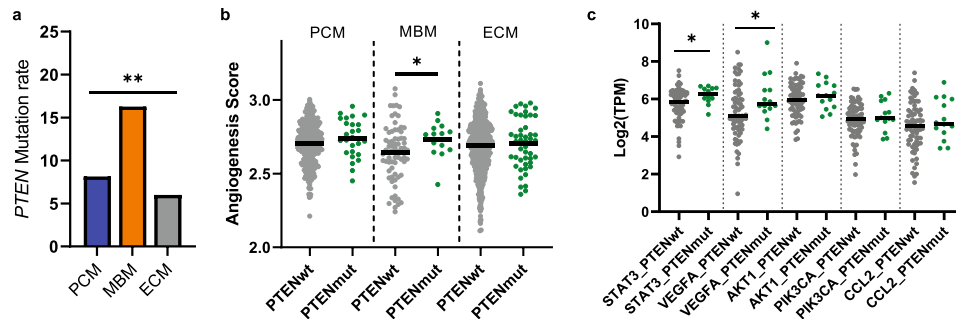 a
PTEN Mutation rate
25
20
15
10
5
0
**
PCM
MBM
ECM
b
PCM
MBM
ECM
Angiogenesis Score
3.0
2.5
2.0
*
PTENwt
PTENmut
PTENwt
PTENmut
PTENwt
PTENmut
c
Log2(TPM)
10
8
6
4
2
0
*
*
STAT3_PTENwt
STAT3_PTENmut
VEGFA_PTENwt
VEGFA_PTENmut
AKT1_PTENwt
AKT1_PTENmut
PIK3CA_PTENwt
PIK3CA_PTENmut
CCL2_PTENwt
CCL2_PTENmut